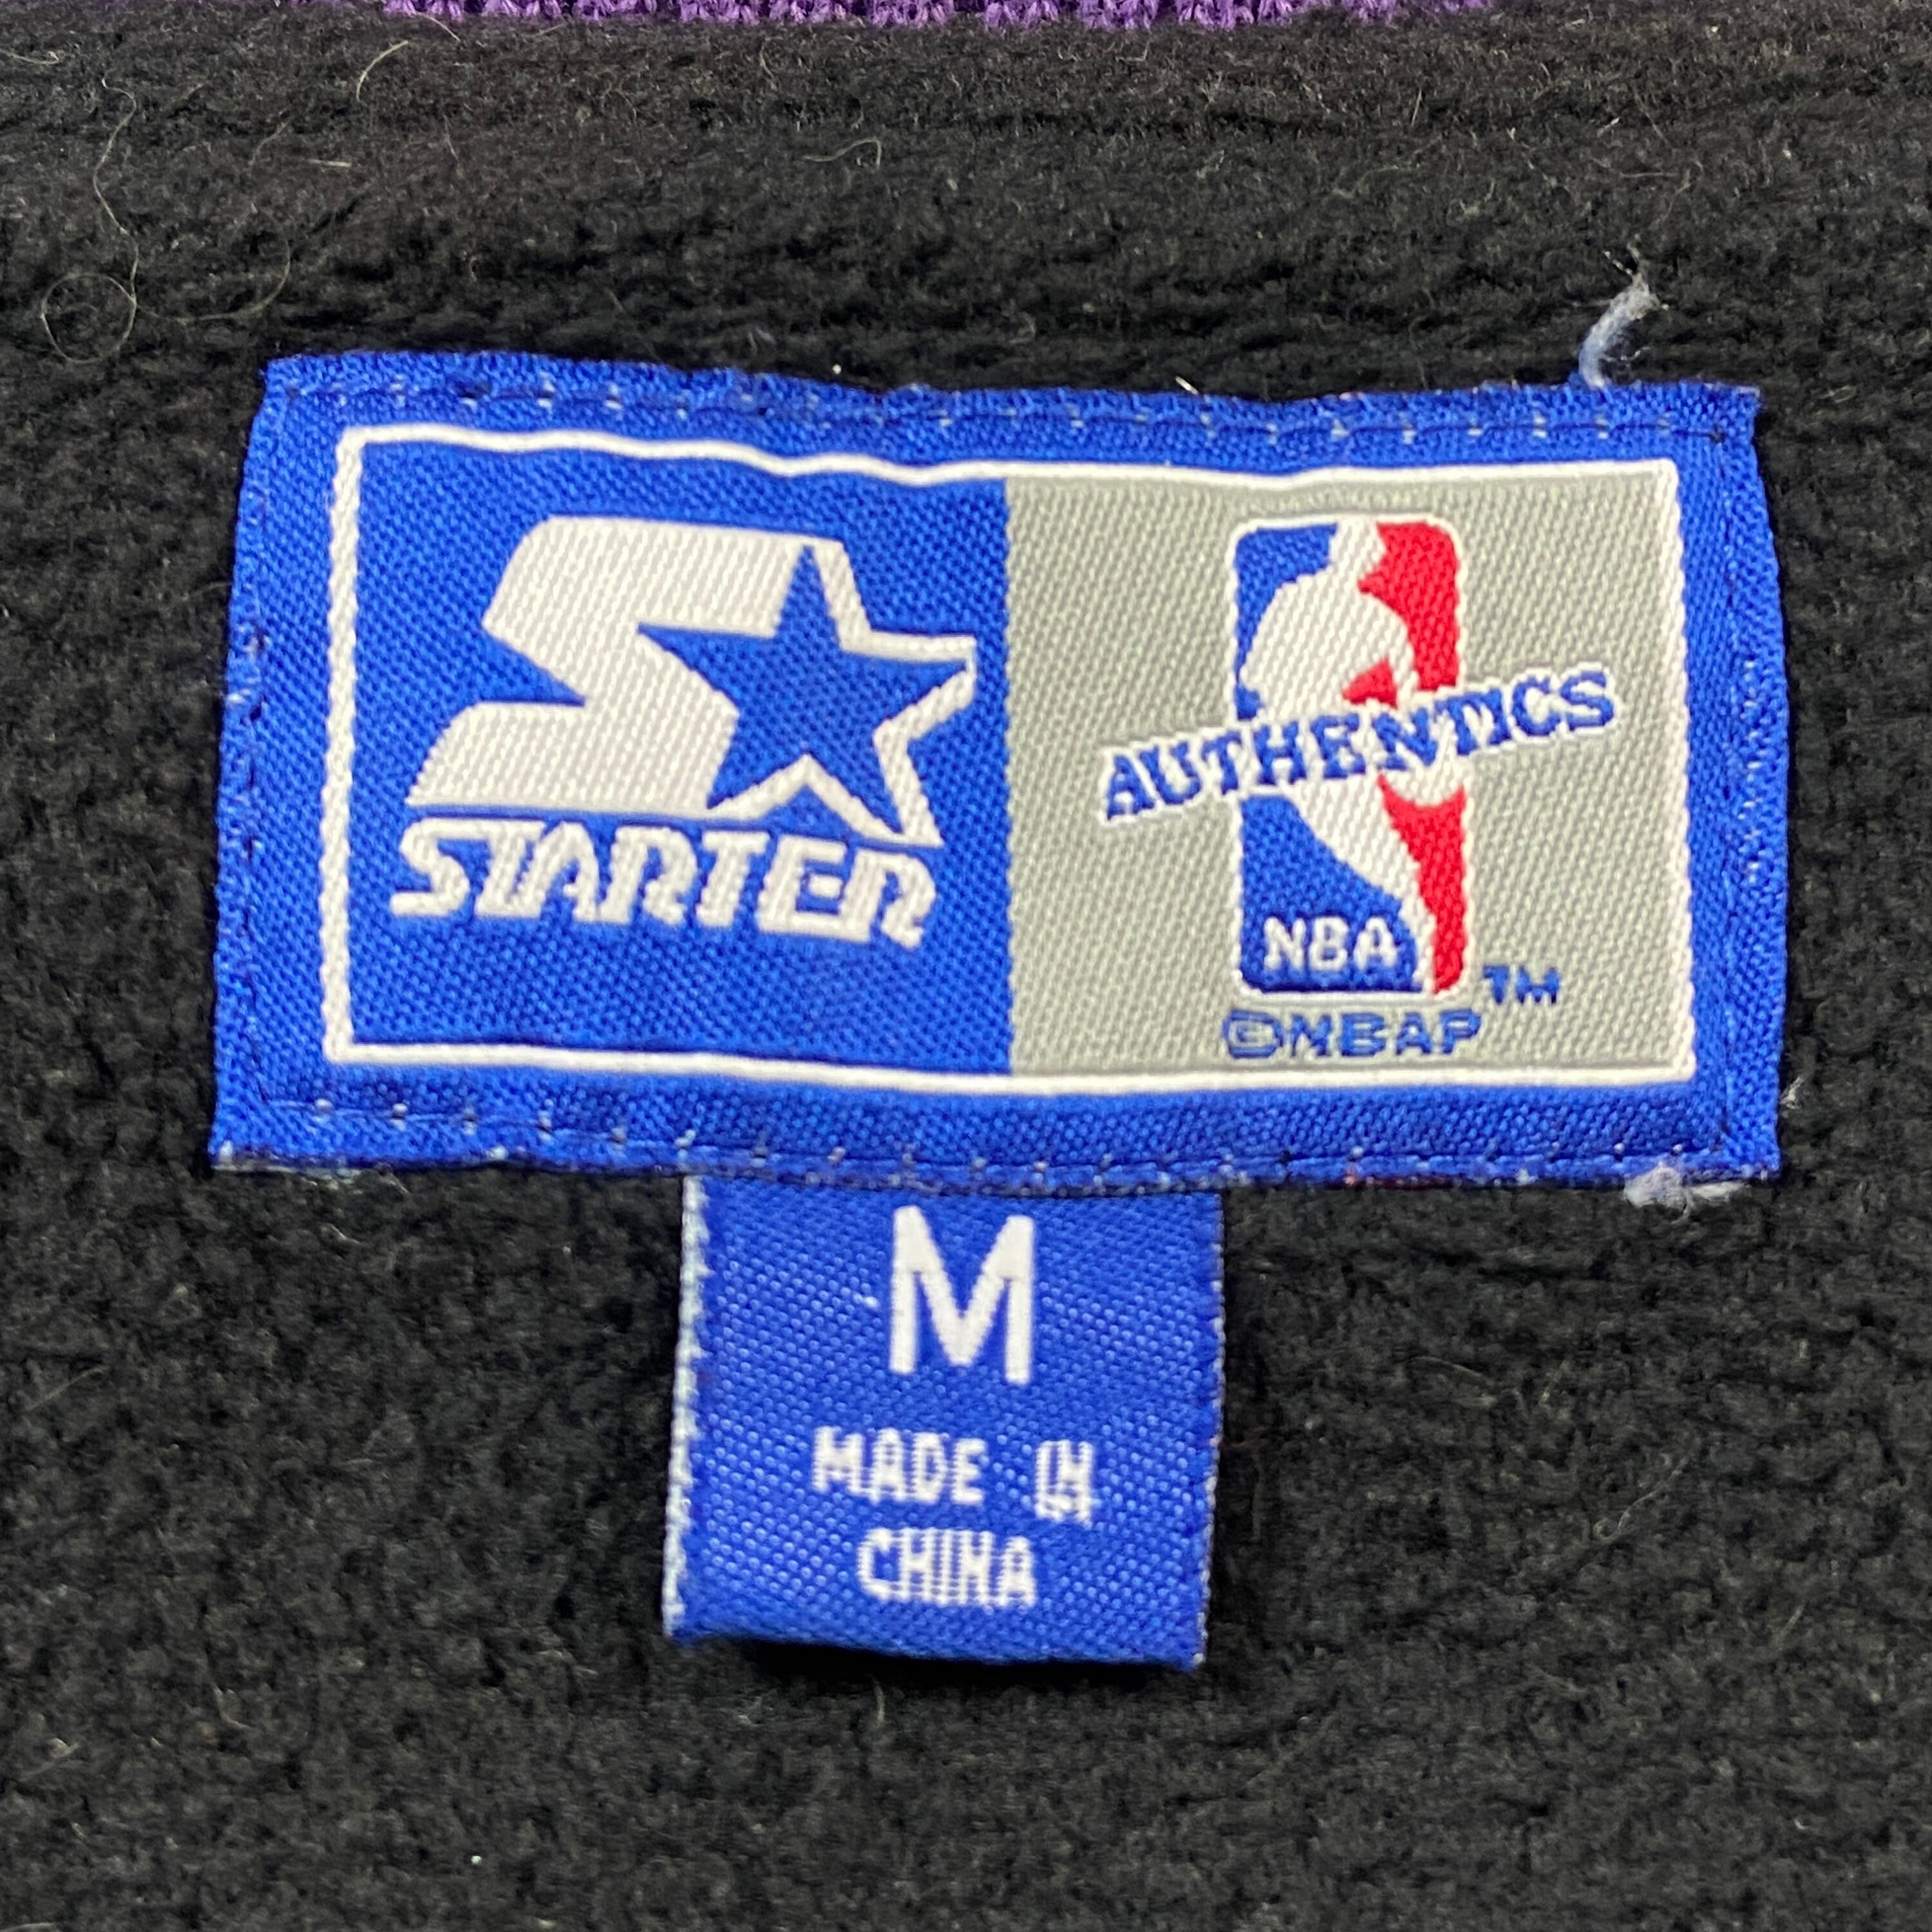 STARTER
AUTHENTICS
NBA
TM
©NBAP
M
MADE IN
CHINA